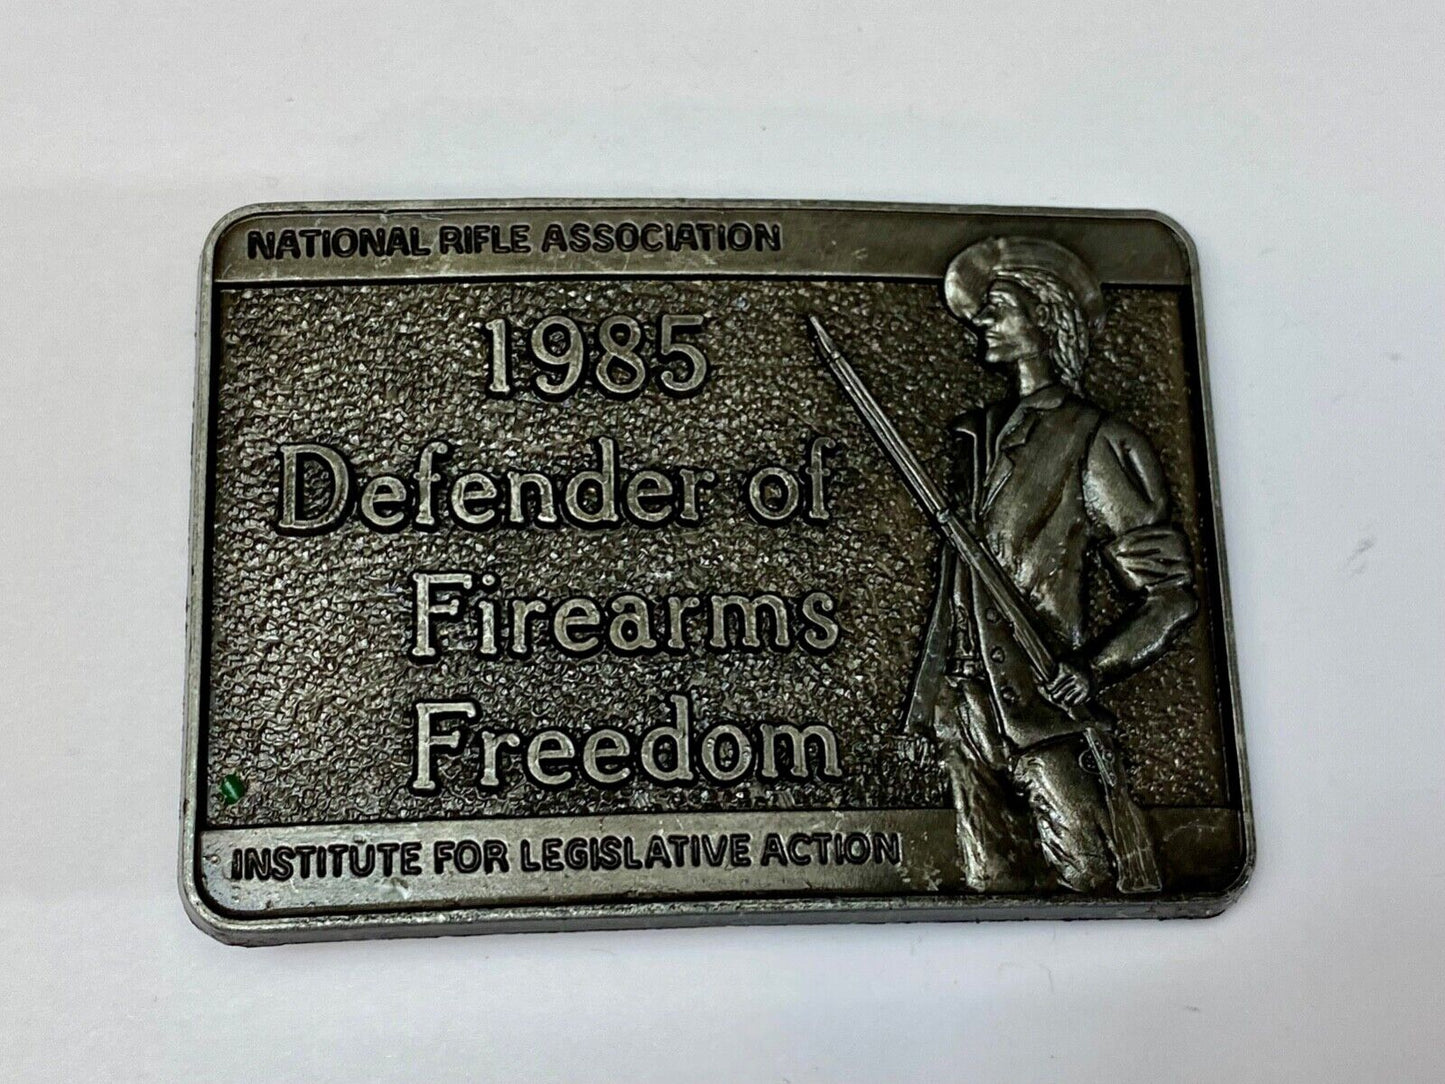 NATIONAL RIFLE ASSOCIATION
1985
Defender of
Firearms
Freedom
INSTITUTE FOR LEGISLATIVE ACTION